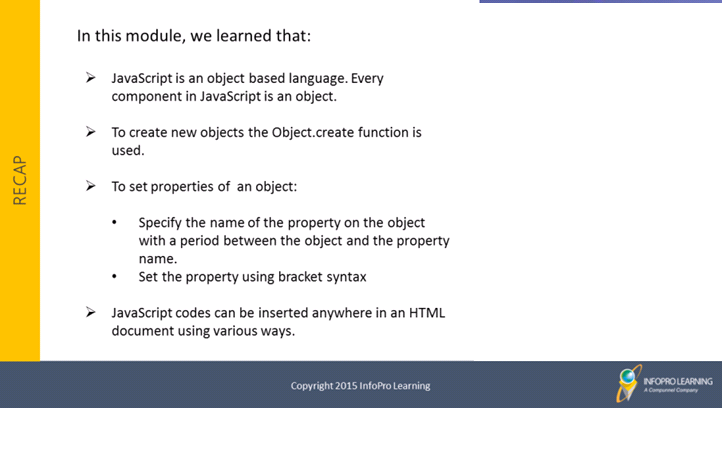 In this module, we learned that:
➢ JavaScript is an object based language. Every
component in JavaScript is an object.
➢ To create new objects the Object.create function is
used.
➢ To set properties of  an object:
• Specify the name of the property on the object
with a period between the object and the property
name.
• Set the property using bracket syntax
➢ JavaScript codes can be inserted anywhere in an HTML
document using various ways.
RECAP
Copyright 2015 InfoPro Learning
INFOPRO LEARNING
A Compunnel Company